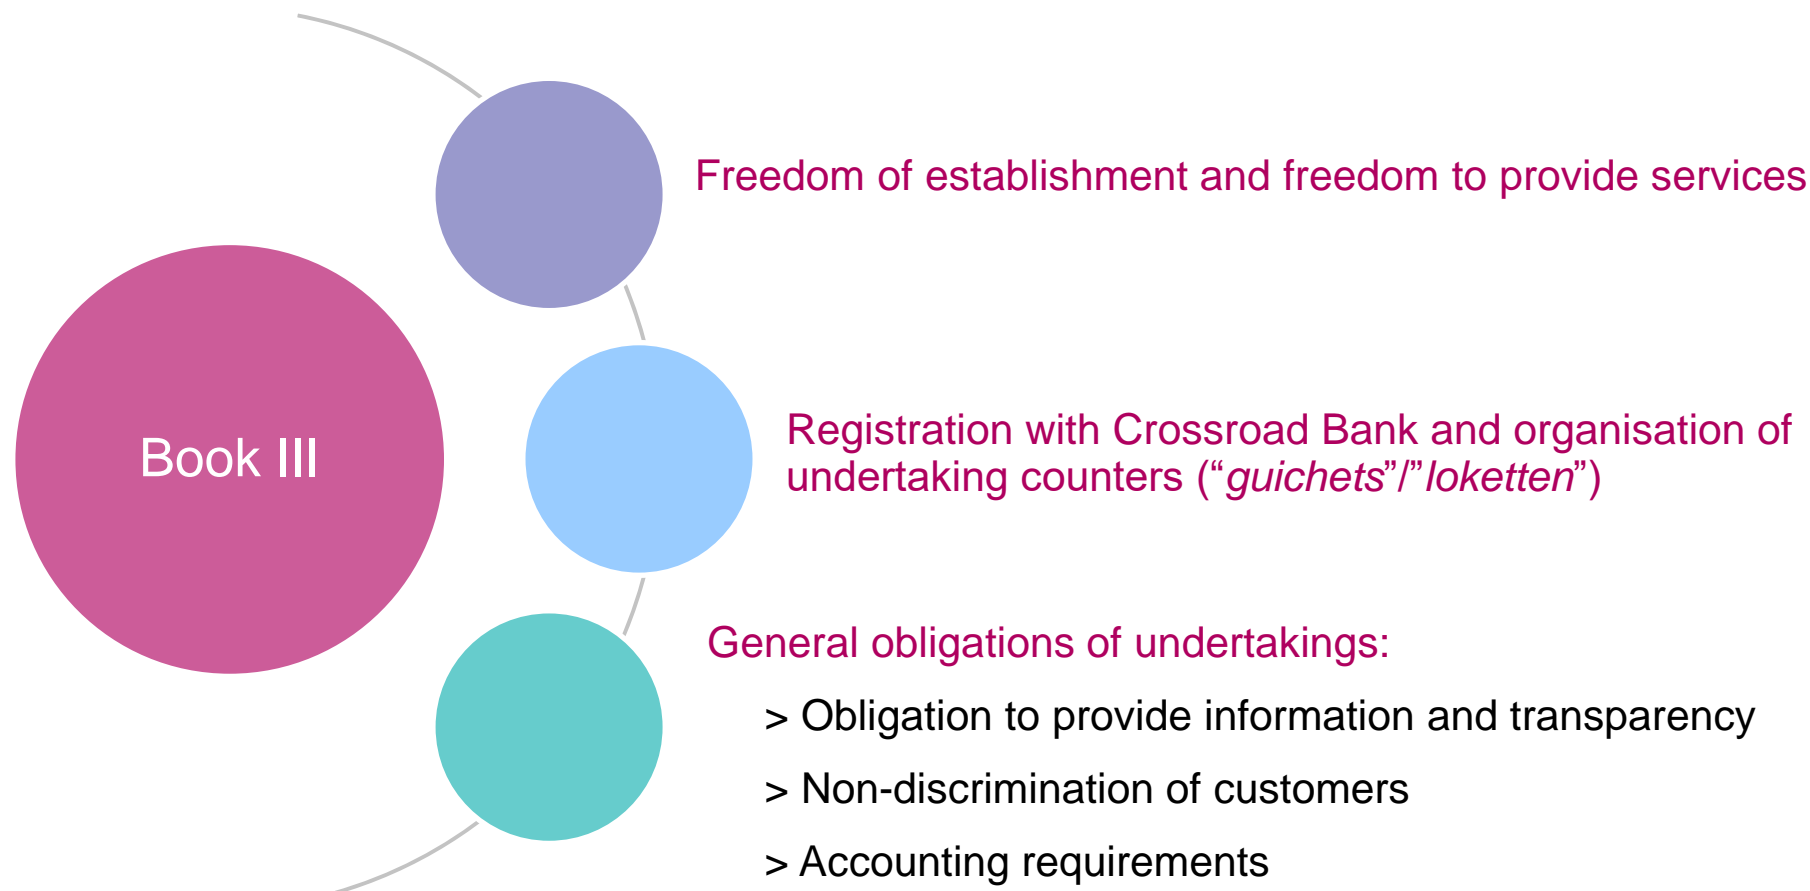 Freedom of establishment and freedom to provide services
Book III
Registration with Crossroad Bank and organisation of
undertaking counters (“guichets”/”loketten”)
General obligations of undertakings:
> Obligation to provide information and transparency
> Non-discrimination of customers
> Accounting requirements